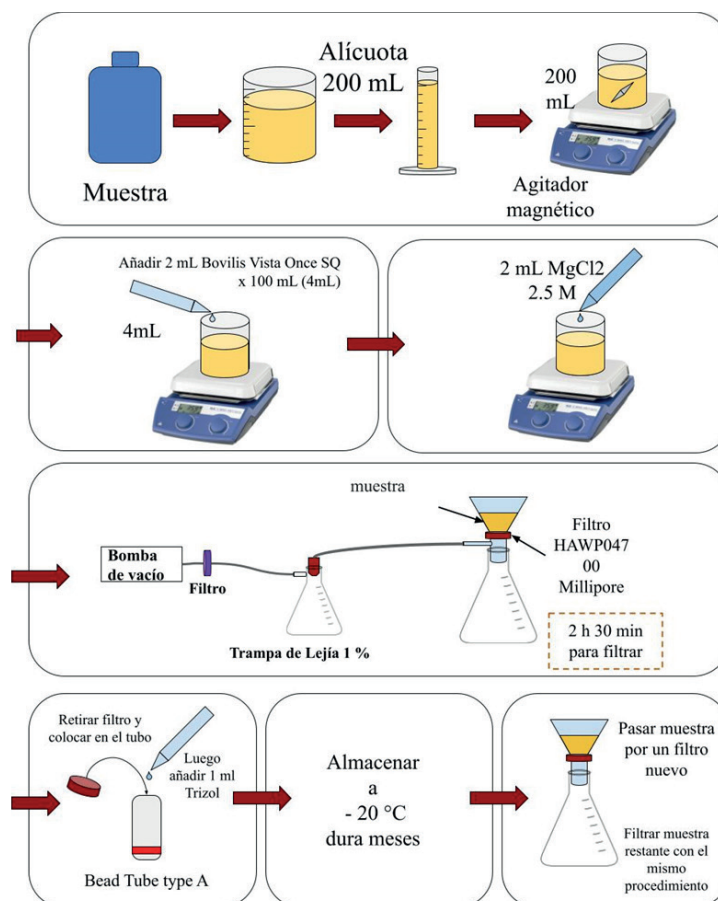 Alícuota
200 mL
200
mL
Muestra
Agitador
magnético
Añadir 2 mL Bovilis Vista Once SQ
x 100 mL (4mL)
4mL
2 mL MgCl2
2.5 M
muestra
Bomba
de vacío
Filtro
Trampa de Lejía 1 %
Filtro
HAWP047
00
Millipore
2 h 30 min
para filtrar
Retirar filtro y
colocar en el tubo
Luego
añadir 1 ml
Trizol
Bead Tube type A
Almacenar
a
- 20 °C
dura meses
Pasar muestra
por un filtro
nuevo
Filtrar muestra
restante con el
mismo
procedimiento